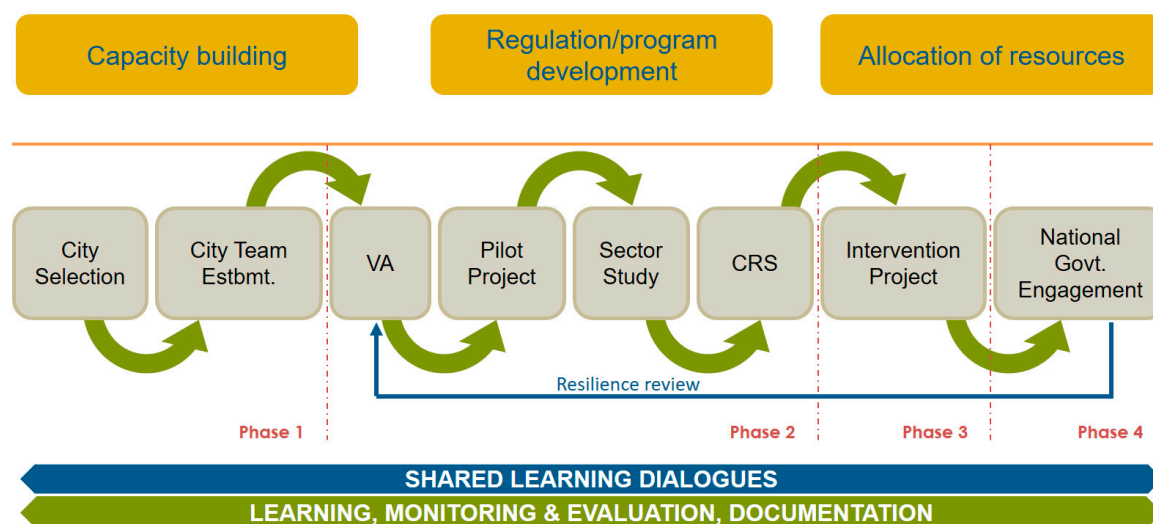 Capacity building
Regulation/program
development
Allocation of resources
City
Selection
City Team
Estbmt.
VA
Pilot
Project
Sector
Study
CRS
Intervention
Project
National
Govt.
Engagement
Resilience review
Phase 1
Phase 2
Phase 3
Phase 4
SHARED LEARNING DIALOGUES
LEARNING, MONITORING & EVALUATION, DOCUMENTATION